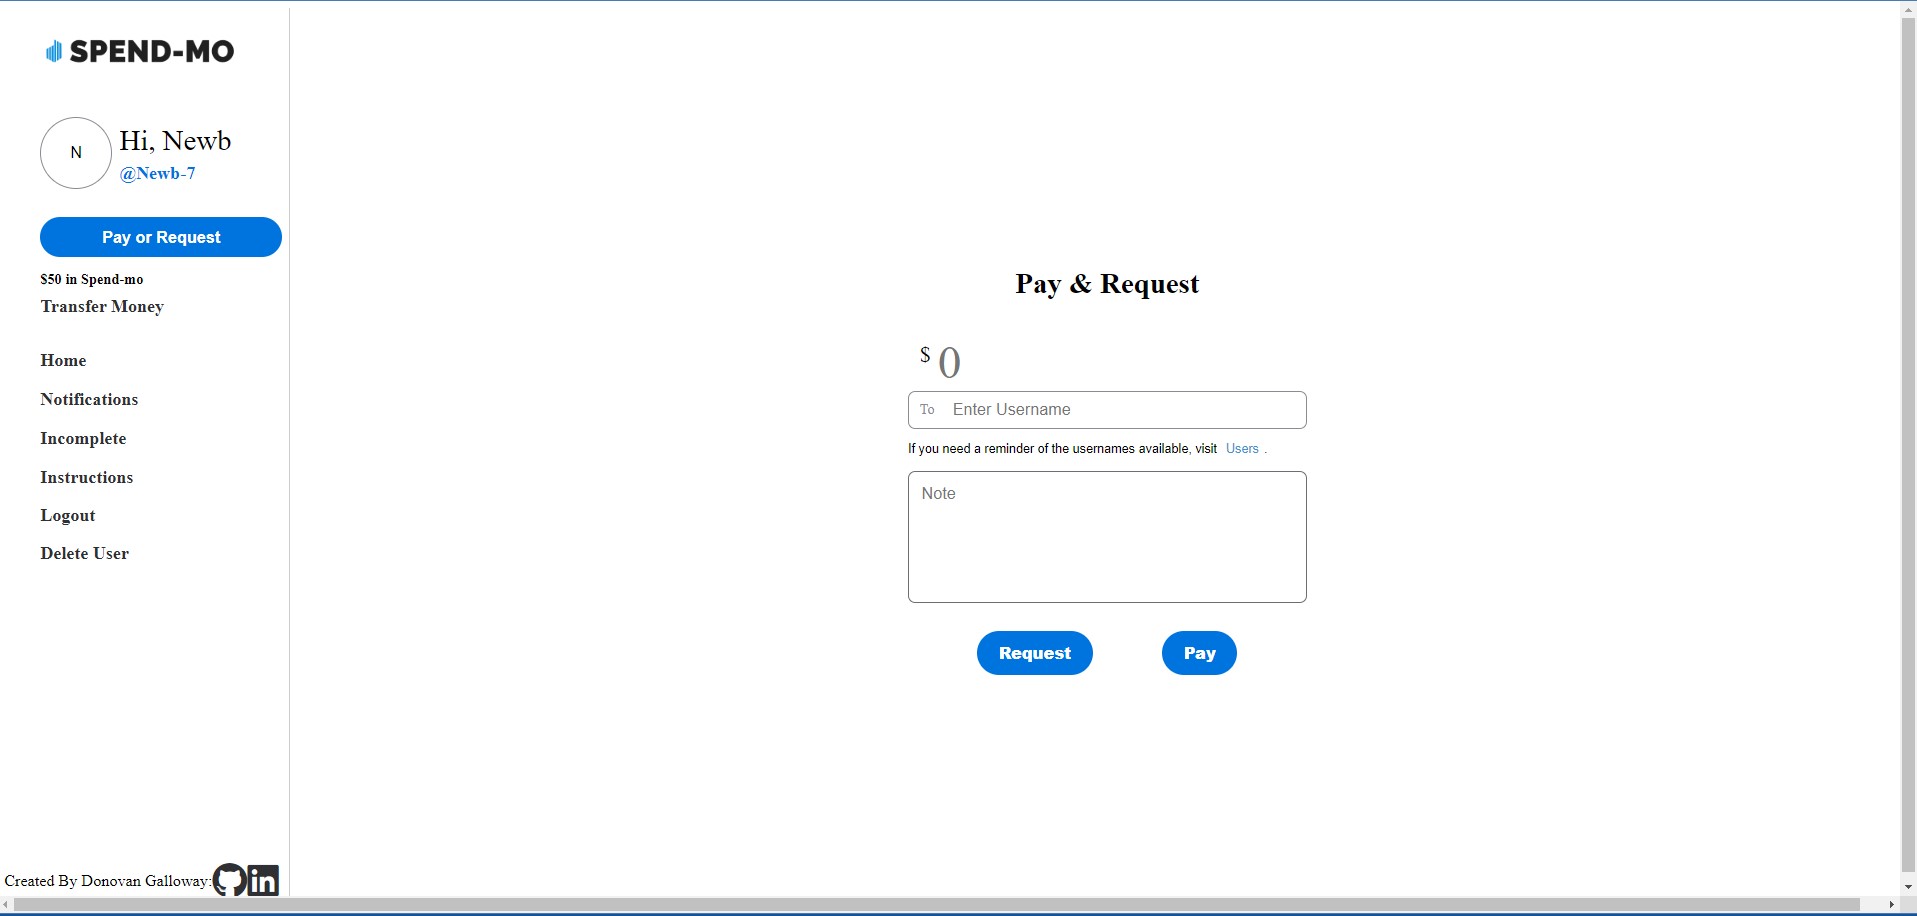 SPEND-MO
N
Hi, Newb
@Newb-7
Pay or Request
$50 in Spend-mo
Transfer Money
Home
Notifications
Incomplete
Instructions
Logout
Delete User
Created By Donovan Galloway:
in
Pay & Request
$ 0
To Enter Username
If you need a reminder of the usernames available, visit Users .
Note
Request Pay